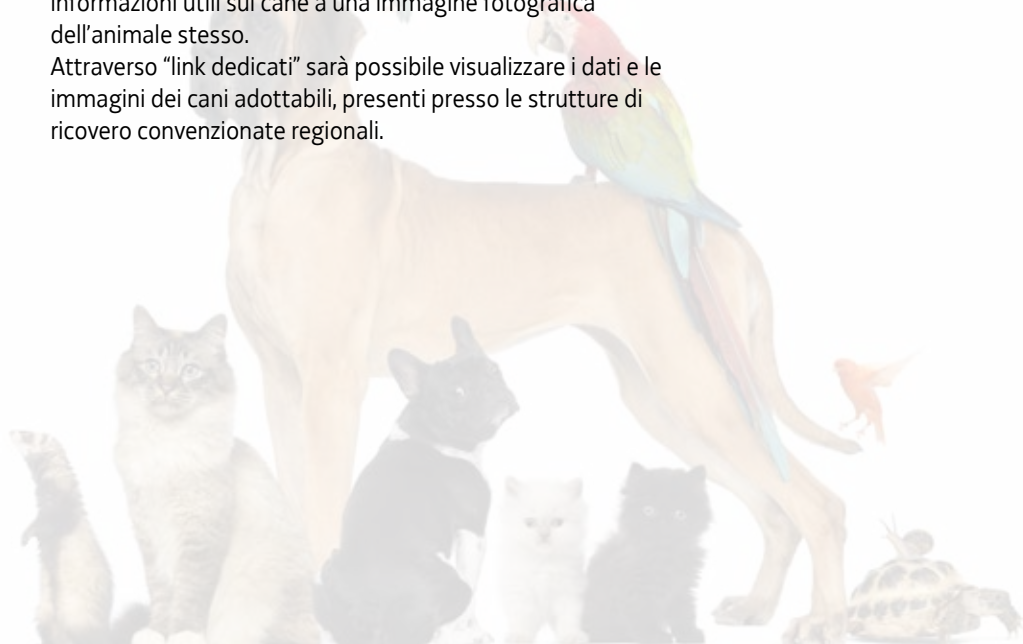 informazioni utili sul cane a una immagine fotografica
dell’animale stesso.
Attraverso “link dedicati” sarà possibile visualizzare i dati e le
immagini dei cani adottabili, presenti presso le strutture di
ricovero convenzionate regionali.